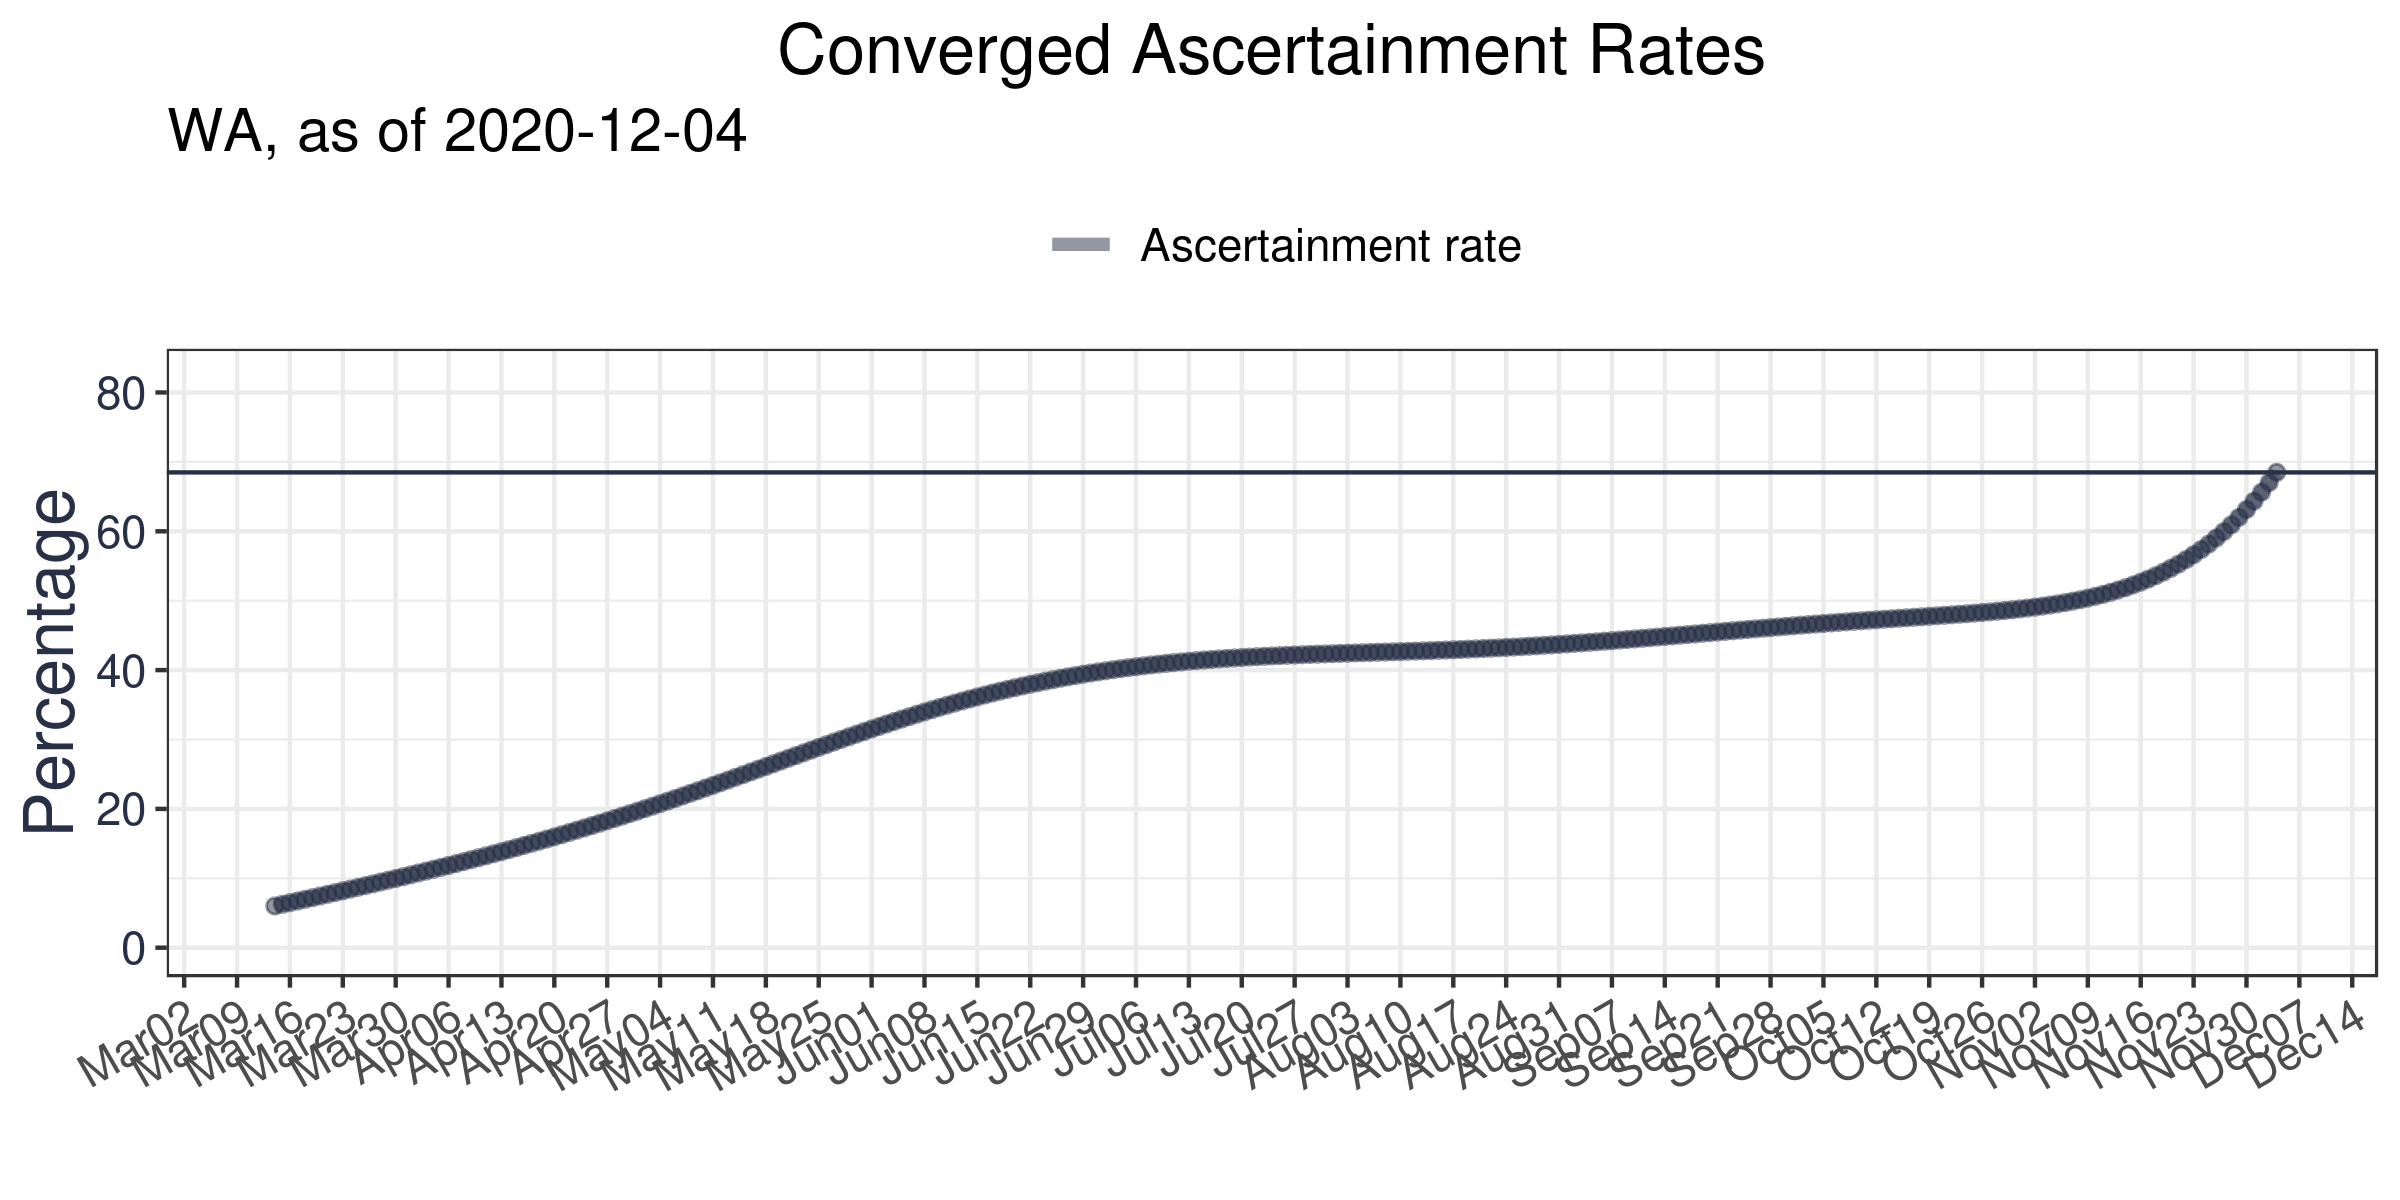 Converged Ascertainment Rates
WA, as of 2020-12-04
Ascertainment rate
Percentage
80
60
40
20
0
Mar02
Mar09
Mar16
Mar23
Mar30
Apr06
Apr13
Apr20
Apr27
May04
May11
May18
May25
Jun01
Jun08
Jun15
Jun22
Jun29
Jul06
Jul13
Jul20
Jul27
Aug03
Aug10
Aug17
Aug24
Aug31
Sep07
Sep14
Sep21
Sep28
Oct05
Oct12
Oct19
Oct26
Nov02
Nov09
Nov16
Nov23
Nov30
Dec07
Dec14